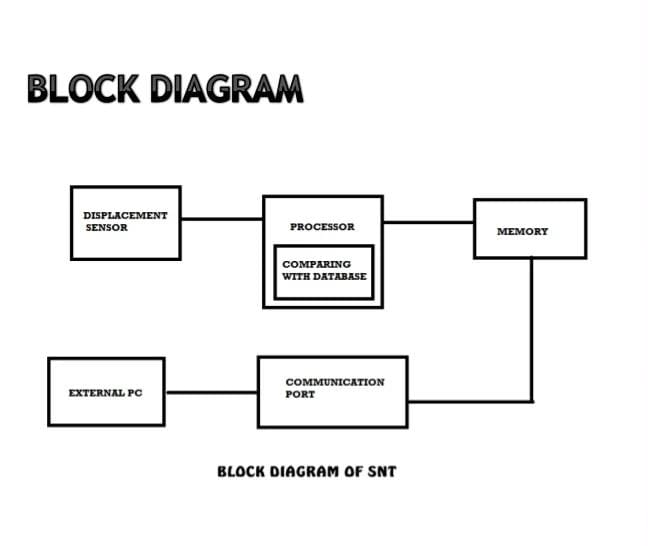 BLOCK DIAGRAM
DISPLACEMENT
SENSOR
PROCESSOR
COMPARING
WITH DATABASE
MEMORY
EXTERNAL PC
COMMUNICATION
PORT
BLOCK DIAGRAM OF SNT